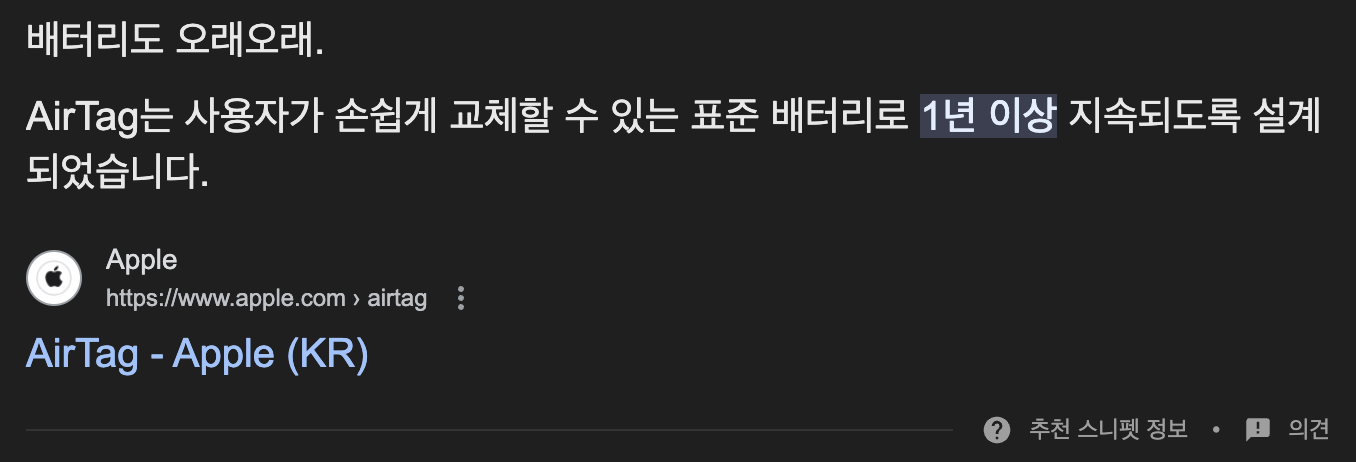 배터리도 오래오래.
AirTag는 사용자가 손쉽게 교체할 수 있는 표준 배터리로 1년 이상 지속되도록 설계
되었습니다.
Apple
https://www.apple.com › airtag
AirTag - Apple (KR)
추천 스니펫 정보 • 의견